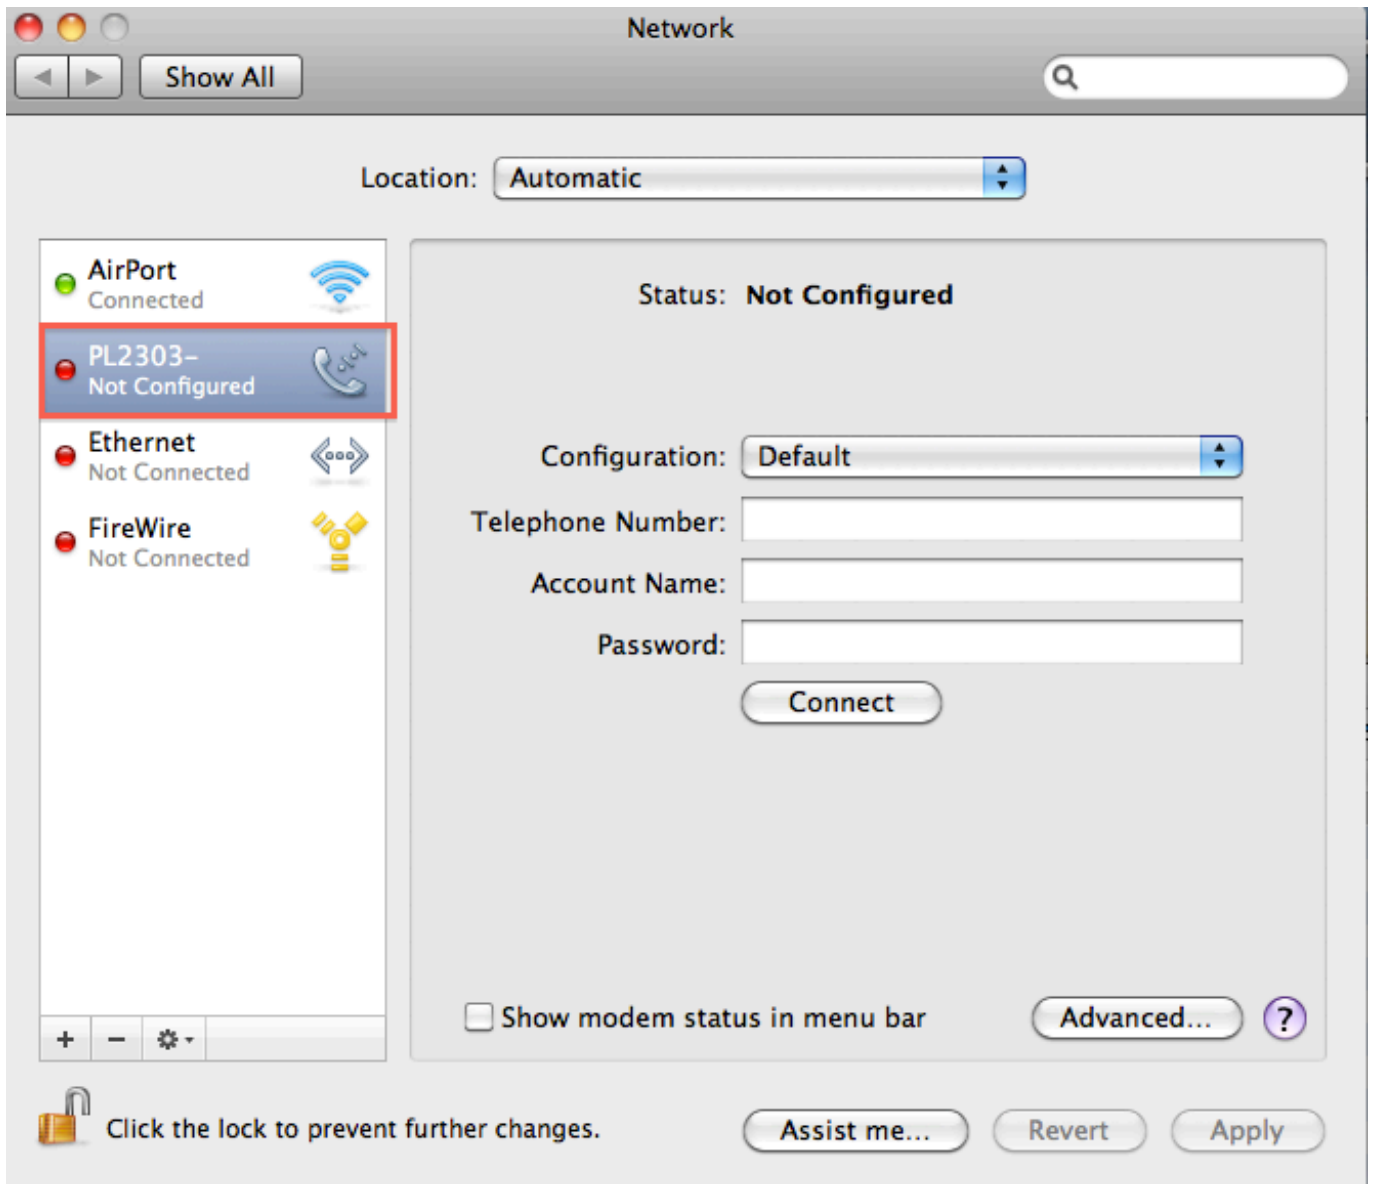 Network
Show All
Location: Automatic
AirPort
Connected
PL2303-
Not Configured
Ethernet
Not Connected
FireWire
Not Connected
Status: Not Configured
Configuration: Default
Telephone Number:
Account Name:
Password:
Connect
Show modem status in menu bar
Advanced...
?
Click the lock to prevent further changes.
Assist me...
Revert
Apply